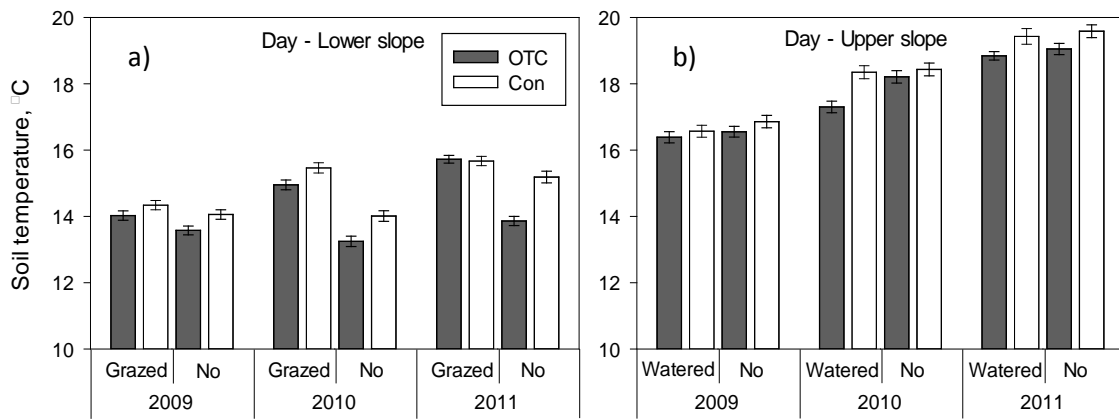 a)
Day - Lower slope
OTC
Con
Soil temperature, □C
20
18
16
14
12
10
Grazed No Grazed No Grazed No
2009 2010 2011
b)
Day - Upper slope
20
18
16
14
12
10
Watered No Watered No Watered No
2009 2010 2011